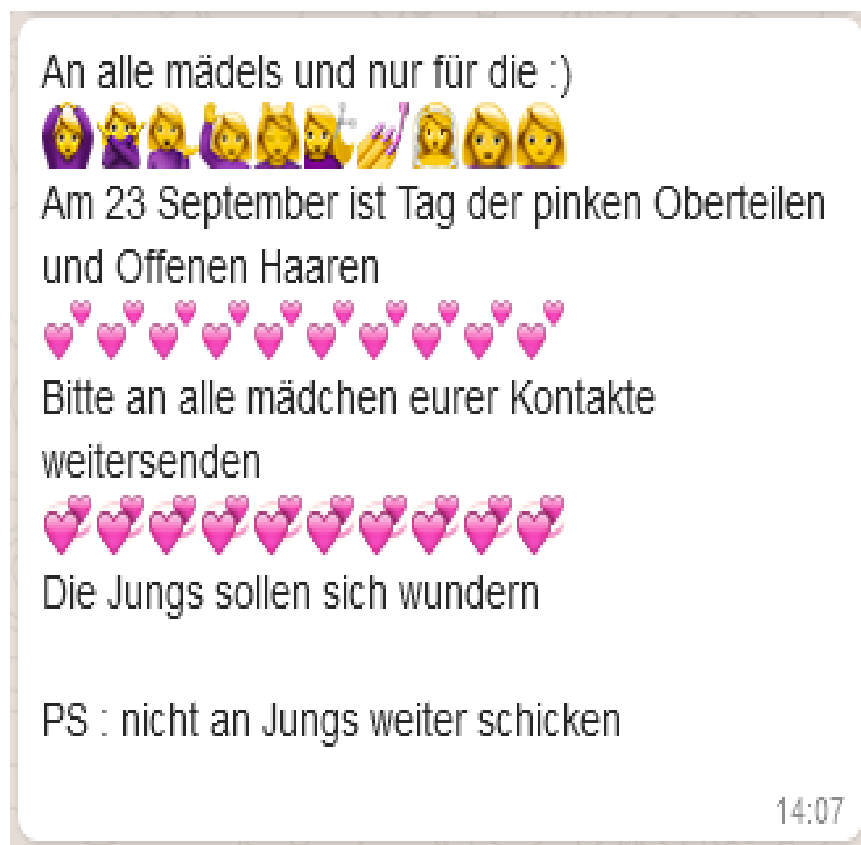 An alle mädels und nur für die :)
🙆🙅💁🙋💆💇💅👰🙎🙍
Am 23 September ist Tag der pinken Oberteilen
und Offenen Haaren
💕💕💕💕💕💕💕💕💕💕
Bitte an alle mädchen eurer Kontakte
weitersenden
💞💞💞💞💞💞💞💞💞💞
Die Jungs sollen sich wundern
PS : nicht an Jungs weiter schicken
14:07